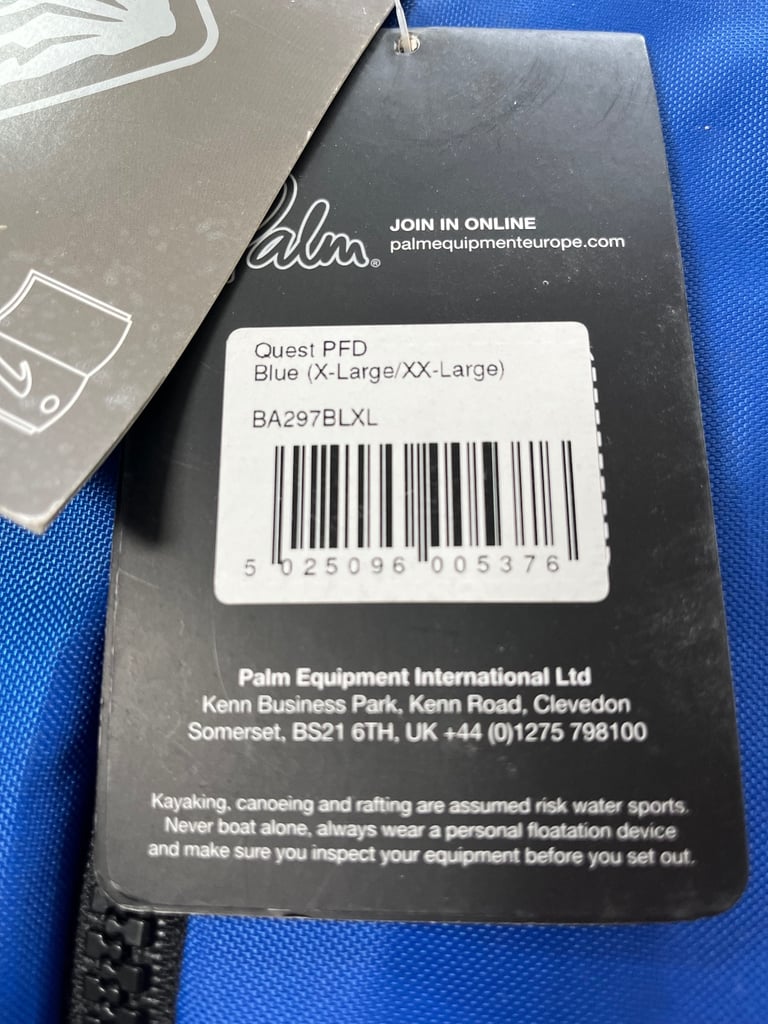 Palm®
JOIN IN ONLINE
palmequipmenteurope.com
Quest PFD
Blue (X-Large/XX-Large)
BA297BLXL
5 025096 005376
Palm Equipment International Ltd
Kenn Business Park, Kenn Road, Clevedon
Somerset, BS21 6TH, UK +44 (0)1275 798100
Kayaking, canoeing and rafting are assumed risk water sports.
Never boat alone, always wear a personal floatation device
and make sure you inspect your equipment before you set out.